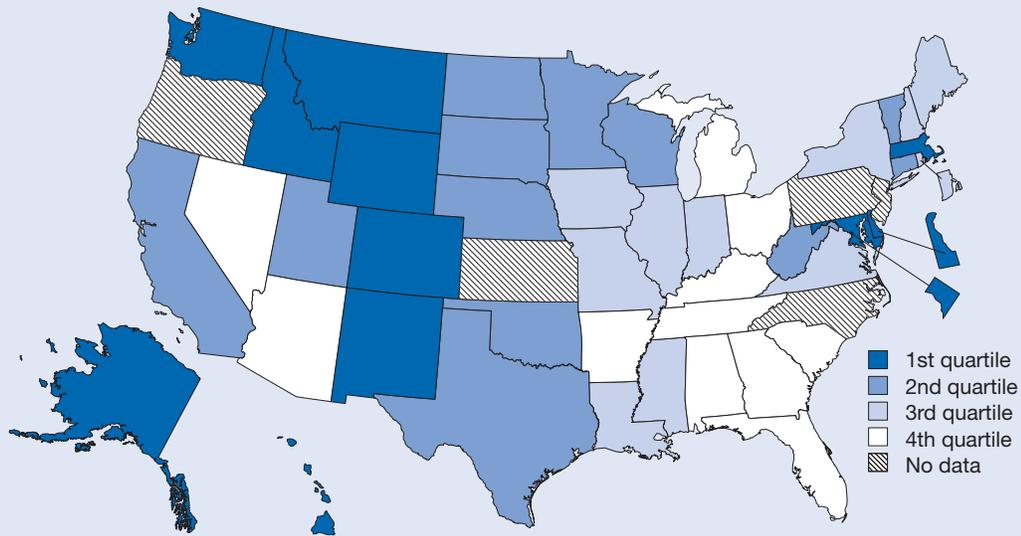 1st quartile
2nd quartile
3rd quartile
4th quartile
No data